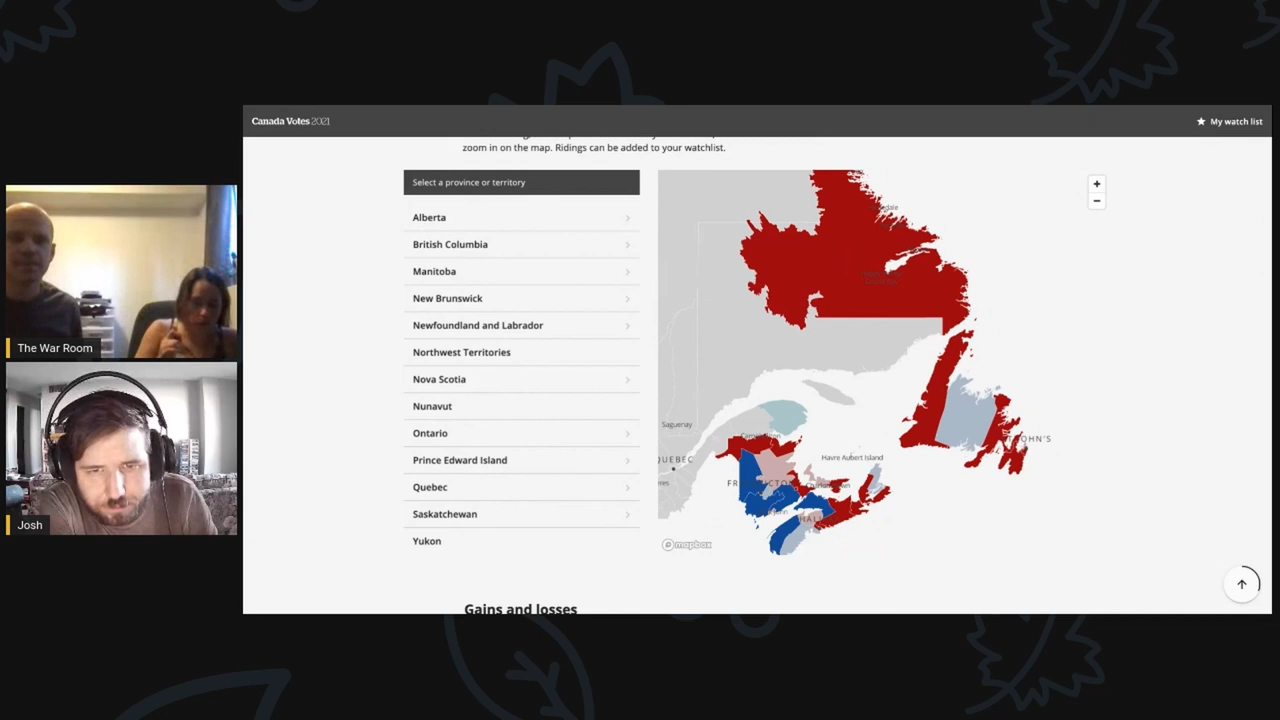 Canada Votes 2021
My watch list
zoom in on the map. Ridings can be added to your watchlist.
Select a province or territory
Alberta
British Columbia
Manitoba
New Brunswick
Newfoundland and Labrador
Northwest Territories
Nova Scotia
Nunavut
Ontario
Prince Edward Island
Quebec
Saskatchewan
Yukon
Saguenay
QUEBEC
Havre Aubert Island
mapbox
Gains and losses
The War Room
Josh